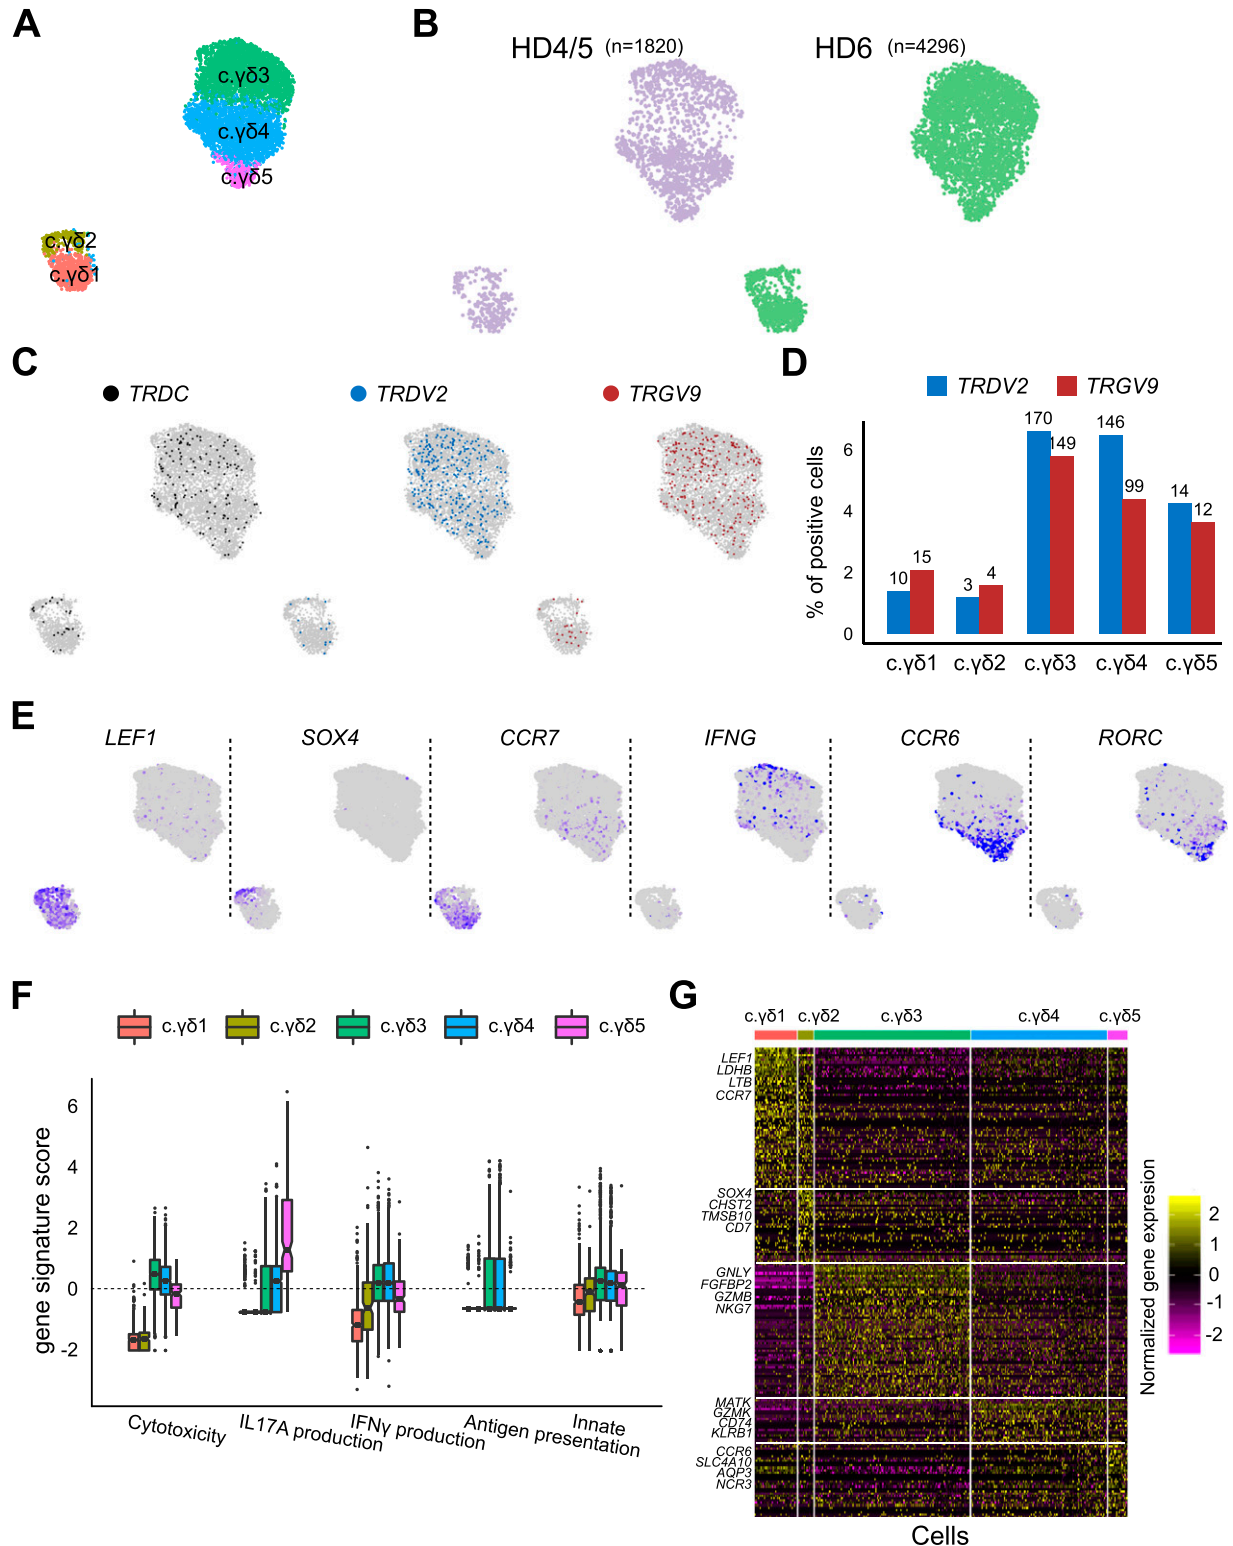 A
c.γδ3
c.γδ4
c.γδ5
c.γδ2
c.γδ1
B
HD4/5 (n=1820)
HD6 (n=4296)
C
TRDC
TRDV2
TRGV9
D
TRDV2 TRGV9
% of positive cells
6
4
2
0
10 15 3 4 170 149 146 99 14 12
c.γδ1 c.γδ2 c.γδ3 c.γδ4 c.γδ5
E
LEF1 SOX4 CCR7 IFNG CCR6 RORC
F
c.γδ1 c.γδ2 c.γδ3 c.γδ4 c.γδ5
gene signature score
6
4
2
0
-2
Cytotoxicity
IL17A production
IFNγ production
Antigen presentation
Innate
G
c.γδ1 c.γδ2 c.γδ3 c.γδ4 c.γδ5
LEF1
LDHB
LTB
CCR7
SOX4
CHST2
TMSB10
CD7
GNLY
FGFBP2
GZMB
NKG7
MATK
GZMK
CD74
KLRB1
CCR6
SLC4A10
AQP3
NCR3
Cells
Normalized gene expresion
2
1
0
-1
-2